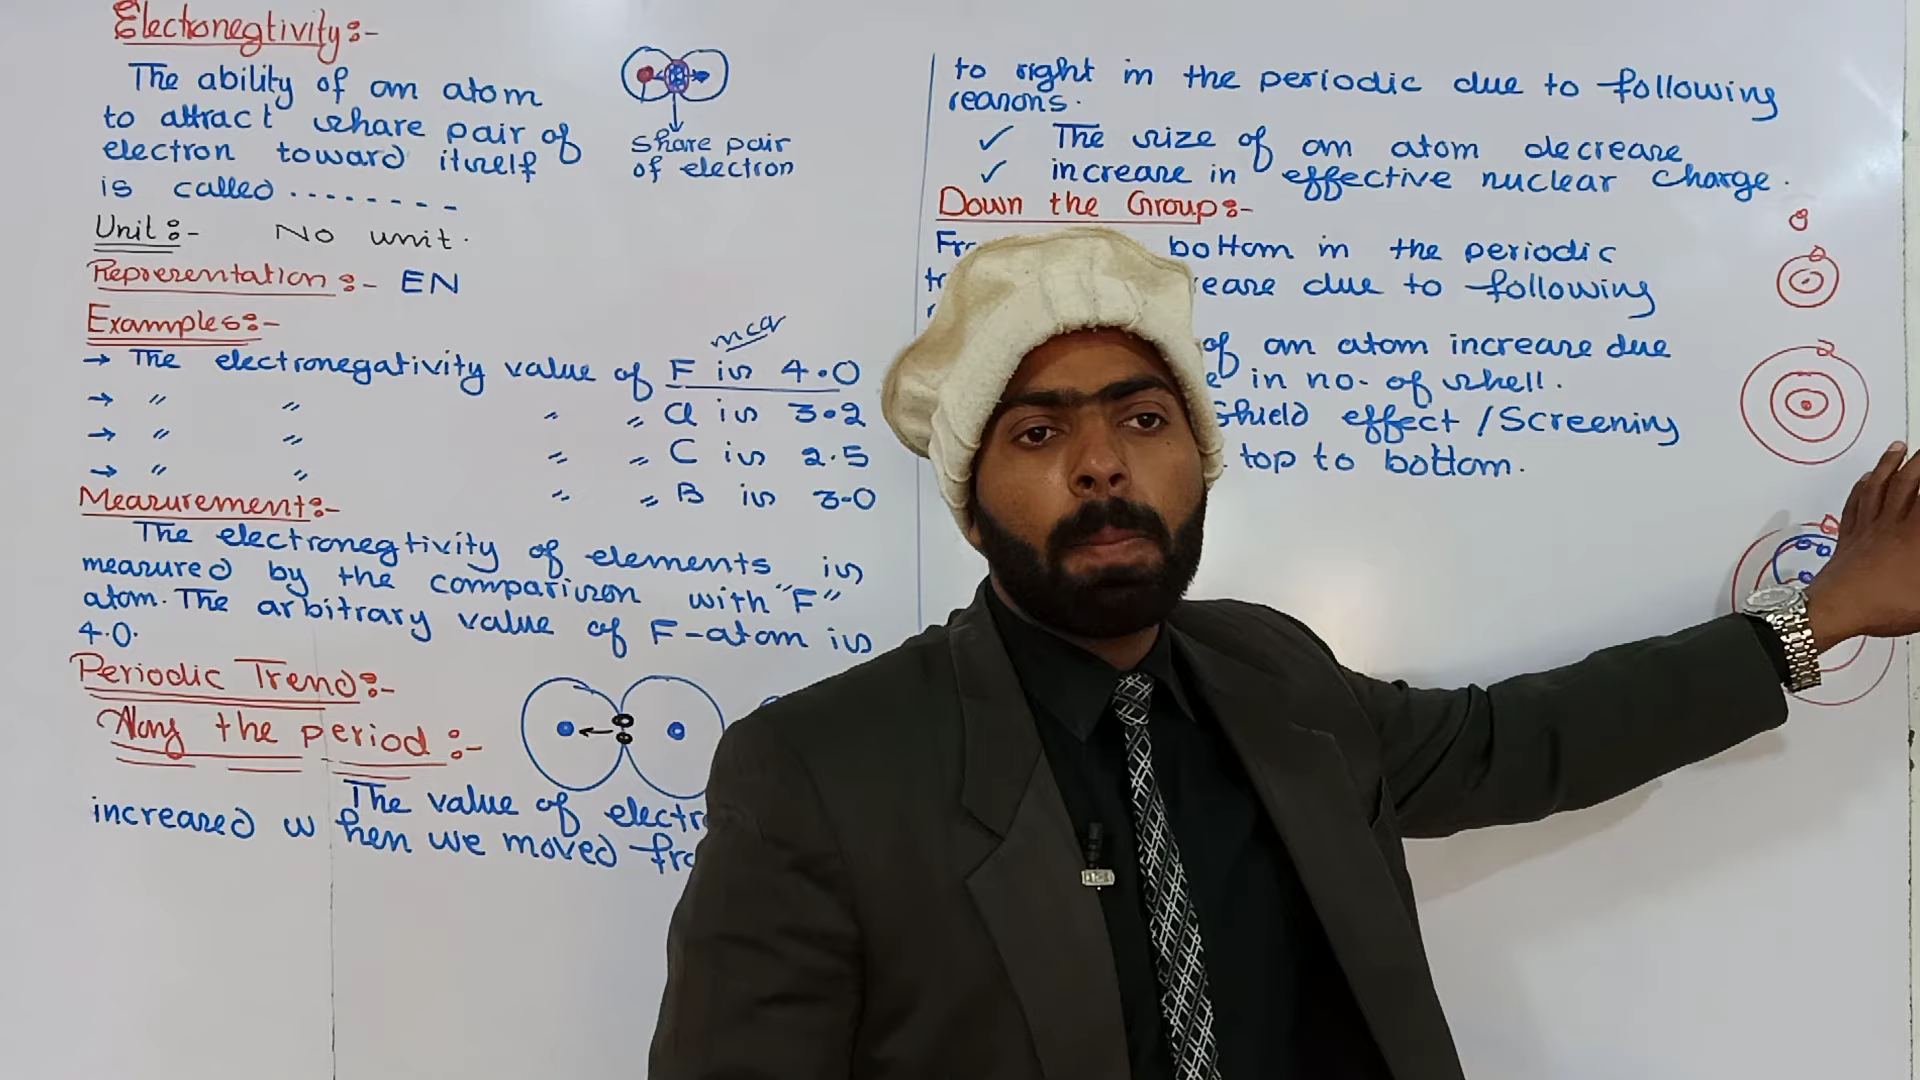 Electronegtivity:-
The ability of an atom
to attract share pair of
electron toward itself
is called ........
share pair
of electron
Unit:- No unit.
Representation:- EN
Examples:-
→ The electronegativity value of F is 4.0
→ " " " " Cl is 3.2
→ " " " " C is 2.5
→ " " " " B is 3.0
Measurement:-
The electronegtivity of elements is
measured by the comparison with "F"
atom. The arbitrary value of F-atom is
4.0.
Periodic Trend:-
Along the period:-
The value of
increased when we moved
to right in the periodic due to following
reasons.
✓ The size of an atom decrease
✓ increase in effective nuclear charge.
Down the Group:-
bottom in the periodic
due to following
of an atom increase due
in no. of shell.
Shield effect / Screening
top to bottom.